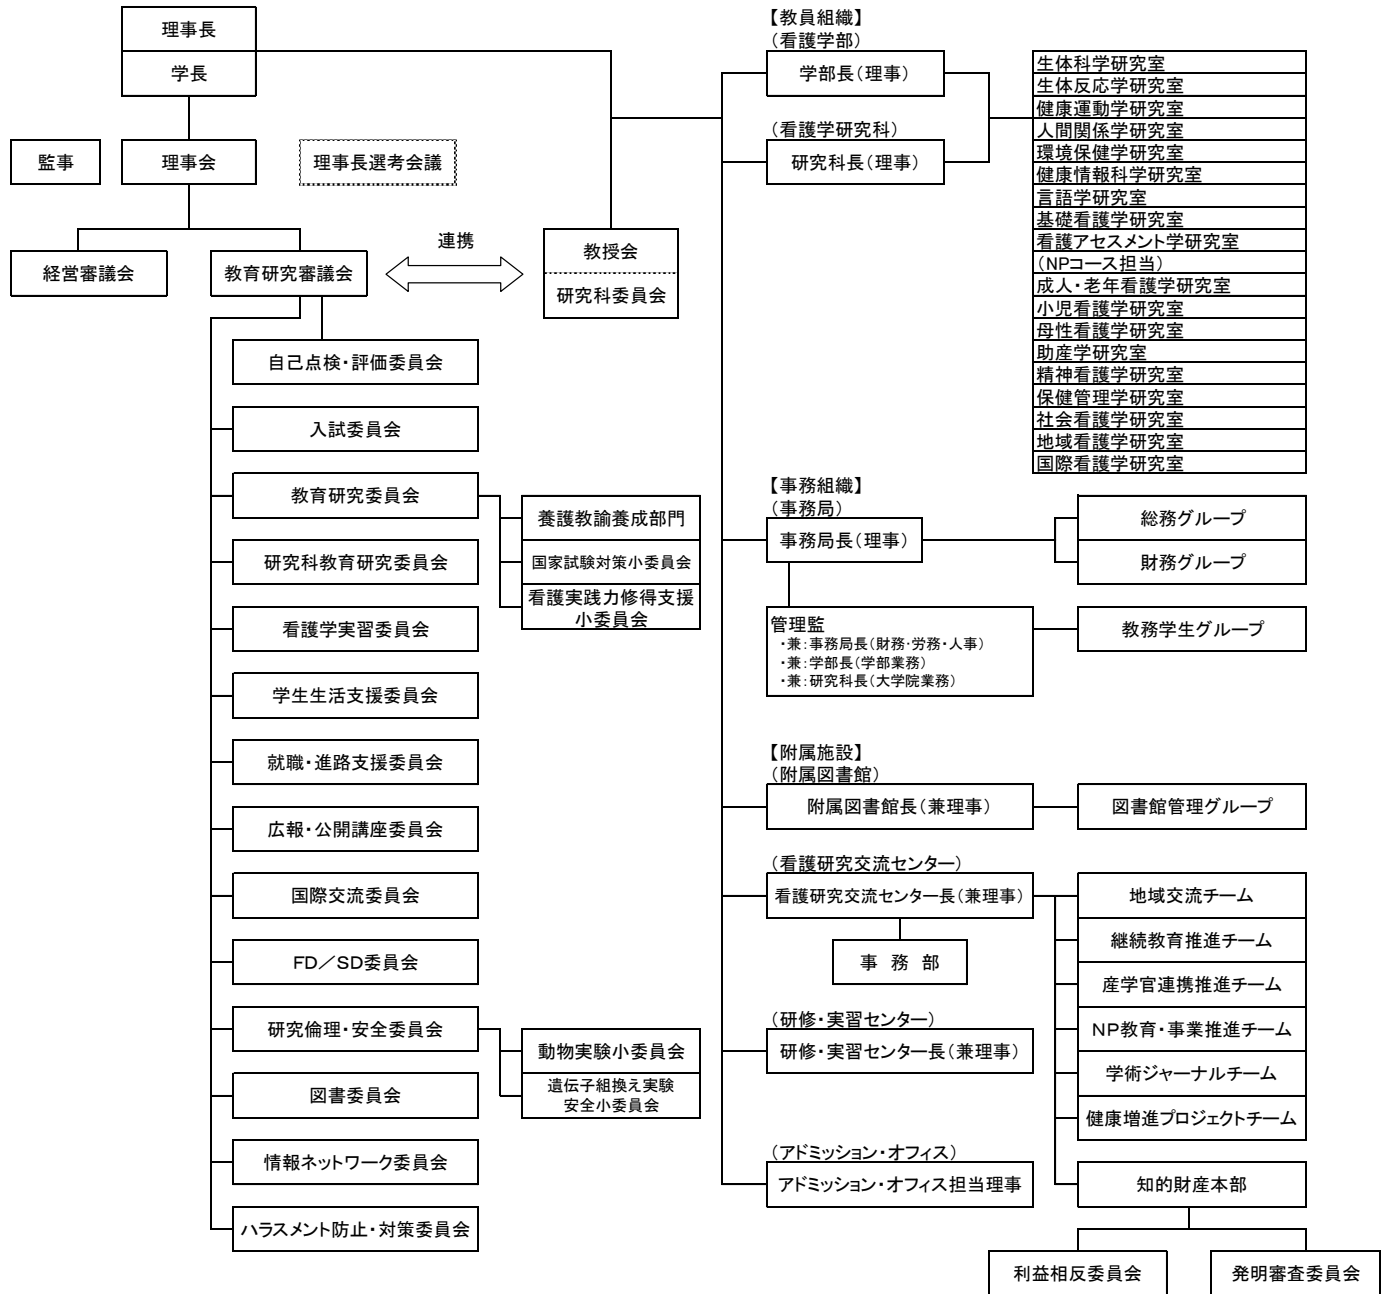 理事長
学長
監事
理事会
理事長選考会議
経営審議会
教育研究審議会
連携
教授会
研究科委員会
自己点検・評価委員会
入試委員会
教育研究委員会
養護教諭養成部門
国家試験対策小委員会
看護実践力修得支援
小委員会
研究科教育研究委員会
看護学実習委員会
学生生活支援委員会
就職・進路支援委員会
広報・公開講座委員会
国際交流委員会
FD/SD委員会
研究倫理・安全委員会
動物実験小委員会
遺伝子組換え実験
安全小委員会
図書委員会
情報ネットワーク委員会
ハラスメント防止・対策委員会
【教員組織】
(看護学部)
学部長(理事)
(看護学研究科)
研究科長(理事)
生体科学研究室
生体反応学研究室
健康運動学研究室
人間関係学研究室
環境保健学研究室
健康情報科学研究室
言語学研究室
基礎看護学研究室
看護アセスメント学研究室
(NPコース担当)
成人・老年看護学研究室
小児看護学研究室
母性看護学研究室
助産学研究室
精神看護学研究室
保健管理学研究室
社会看護学研究室
地域看護学研究室
国際看護学研究室
【事務組織】
(事務局)
事務局長(理事)
総務グループ
財務グループ
管理監
・兼:事務局長(財務・労務・人事)
・兼:学部長(学部業務)
・兼:研究科長(大学院業務)
教務学生グループ
【附属施設】
(附属図書館)
附属図書館長(兼理事)
図書館管理グループ
(看護研究交流センター)
看護研究交流センター長(兼理事)
事 務 部
地域交流チーム
継続教育推進チーム
産学官連携推進チーム
NP教育・事業推進チーム
学術ジャーナルチーム
健康増進プロジェクトチーム
知的財産本部
利益相反委員会
発明審査委員会
(研修・実習センター)
研修・実習センター長(兼理事)
(アドミッション・オフィス)
アドミッション・オフィス担当理事